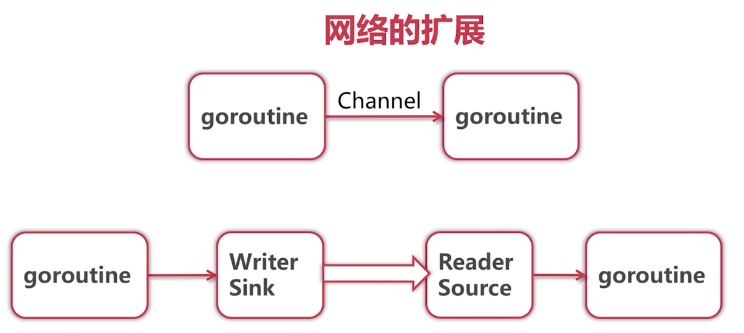 网络的扩展
Channel
goroutine
goroutine
goroutine
Writer
Sink
Reader
Source
goroutine